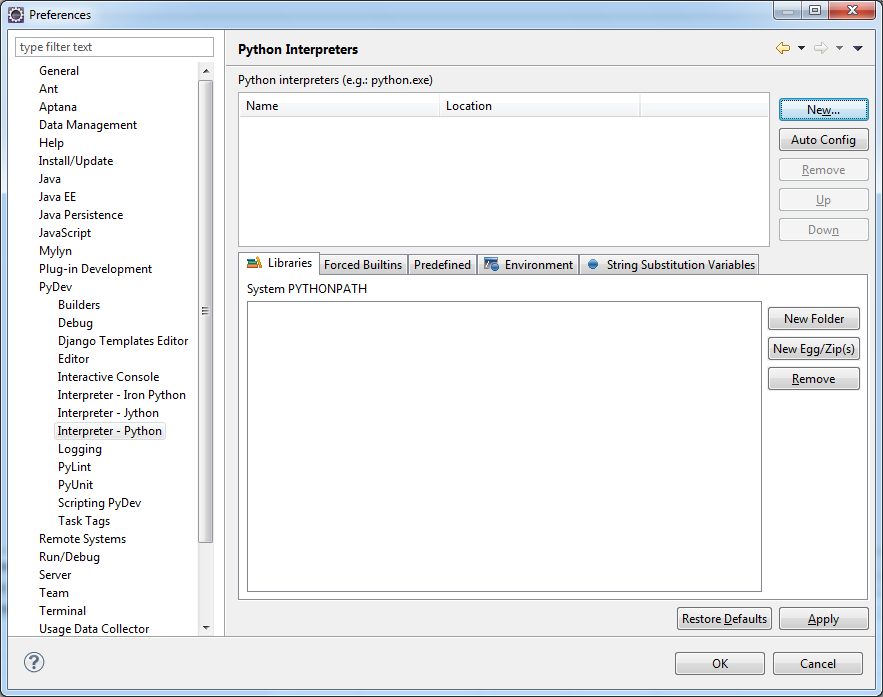 Preferences
type filter text
General
Ant
Aptana
Data Management
Help
Install/Update
Java
Java EE
Java Persistence
JavaScript
Mylyn
Plug-in Development
PyDev
Builders
Debug
Django Templates Editor
Editor
Interactive Console
Interpreter - Iron Python
Interpreter - Jython
Interpreter - Python
Logging
PyLint
PyUnit
Scripting PyDev
Task Tags
Remote Systems
Run/Debug
Server
Team
Terminal
Usage Data Collector
Python Interpreters
Python interpreters (e.g.: python.exe)
Name Location
New...
Auto Config
Remove
Up
Down
Libraries Forced Builtins Predefined Environment String Substitution Variables
System PYTHONPATH
New Folder
New Egg/Zip(s)
Remove
Restore Defaults Apply
? OK Cancel